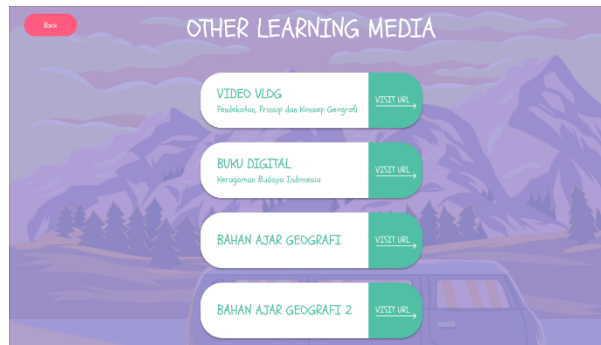 Back
OTHER LEARNING MEDIA
VIDEO VLOG
Pendekatan, Prinsip dan Konsep Geografi
VISIT URL
BUKU DIGITAL
Keragaman Budaya Indonesia
VISIT URL
BAHAN AJAR GEOGRAFI
VISIT URL
BAHAN AJAR GEOGRAFI 2
VISIT URL